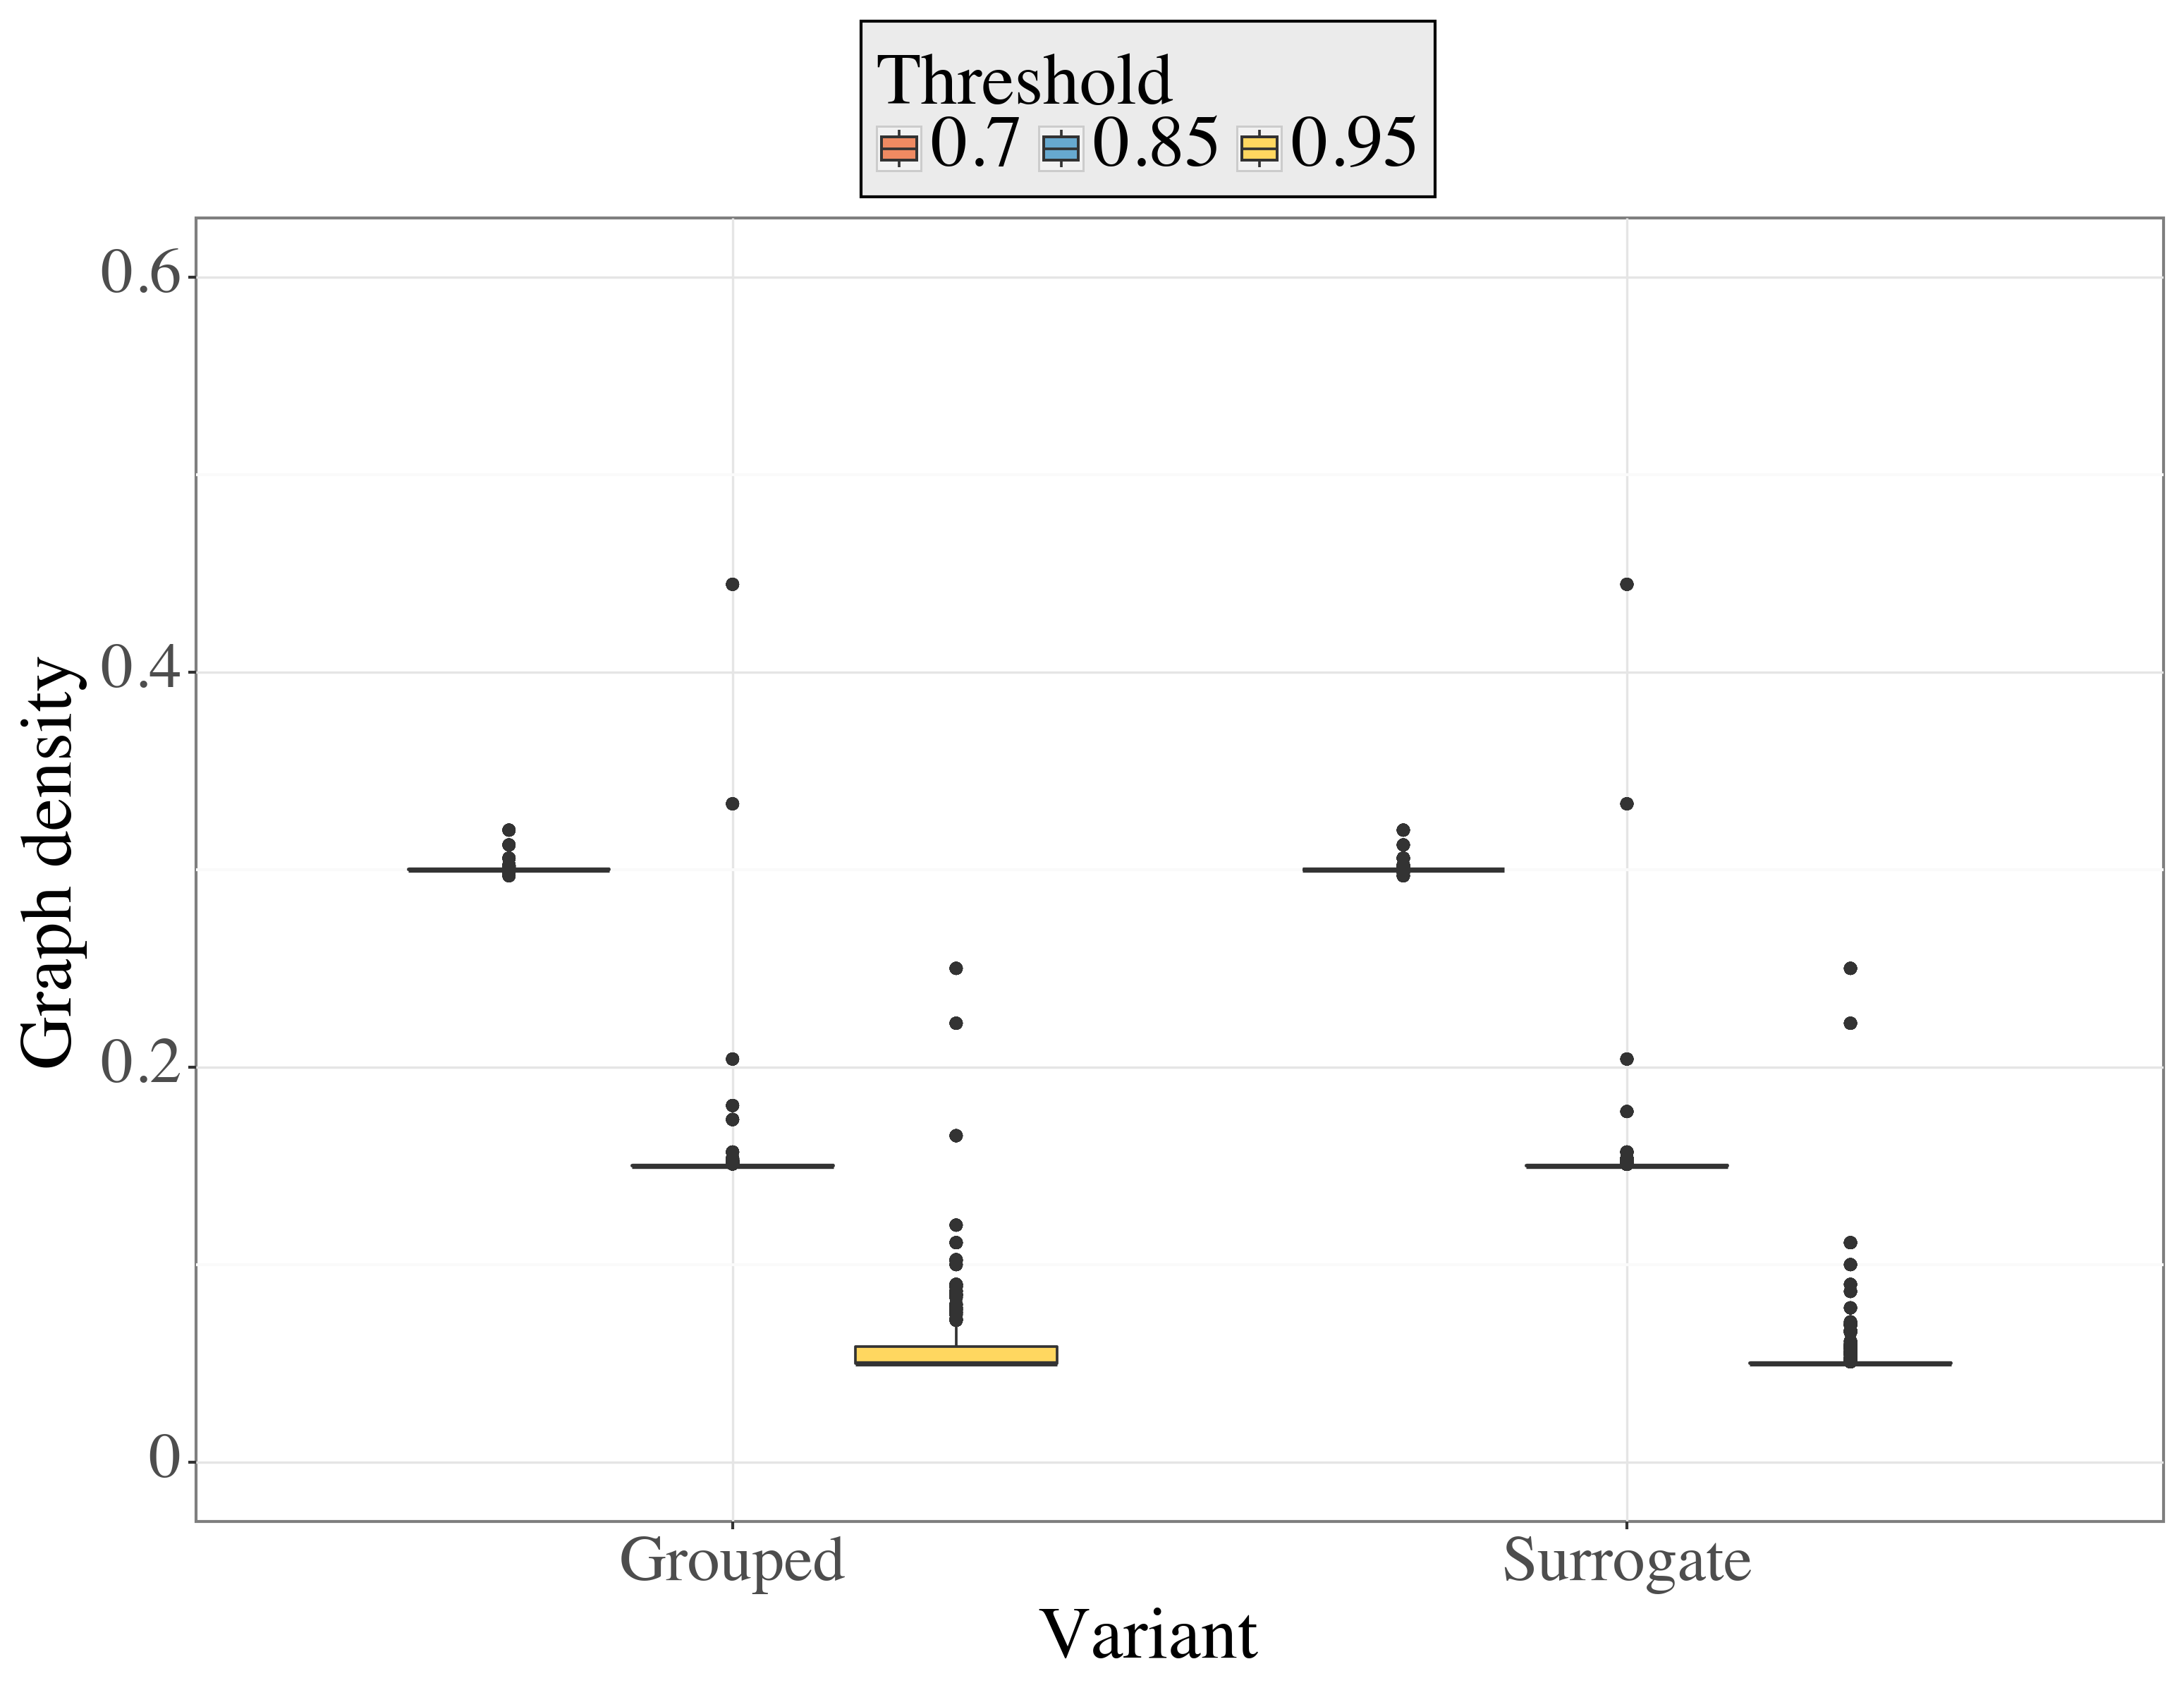 Threshold
0.7 0.85 0.95
0.6
0.4
0.2
0
Graph density
Grouped Surrogate
Variant